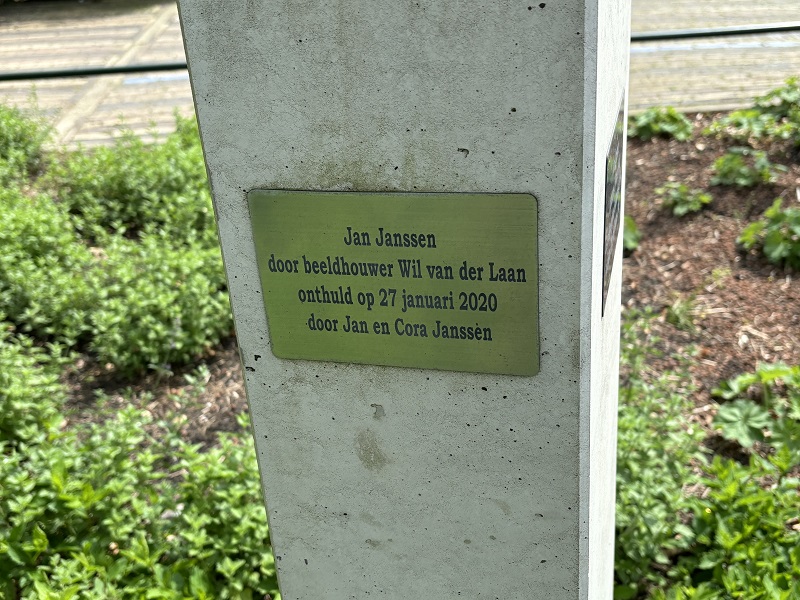 Jan Janssen
door beeldhouwer Wil van der Laan
onthuld op 27 januari 2020
door Jan en Cora Janssen